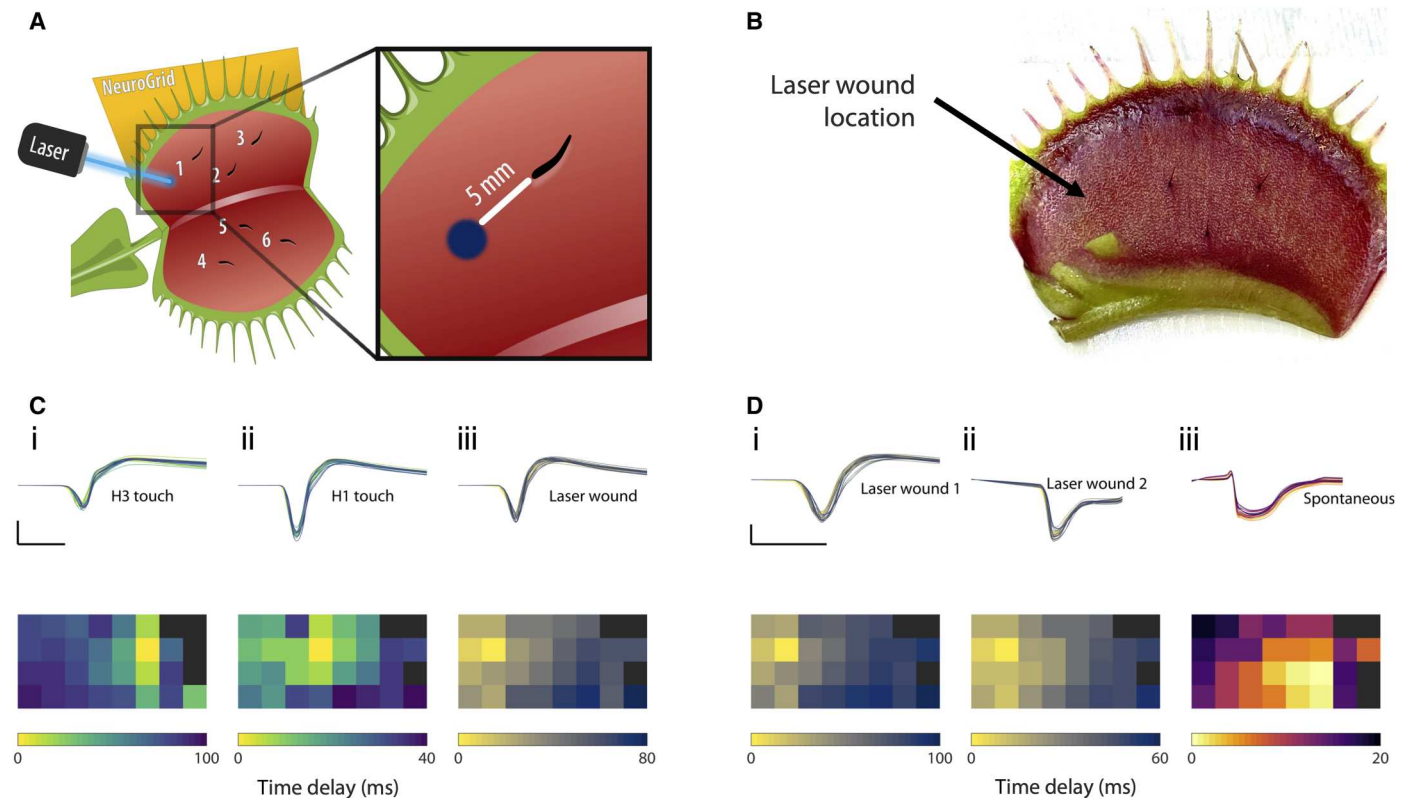 A
NeuroGrid
Laser
1
2
3
4
5
6
5 mm
B
Laser wound
location
C
i
ii
iii
H3 touch
H1 touch
Laser wound
0
100
0
40
0
80
Time delay (ms)
D
i
ii
iii
Laser wound 1
Laser wound 2
Spontaneous
0
100
0
60
0
20
Time delay (ms)